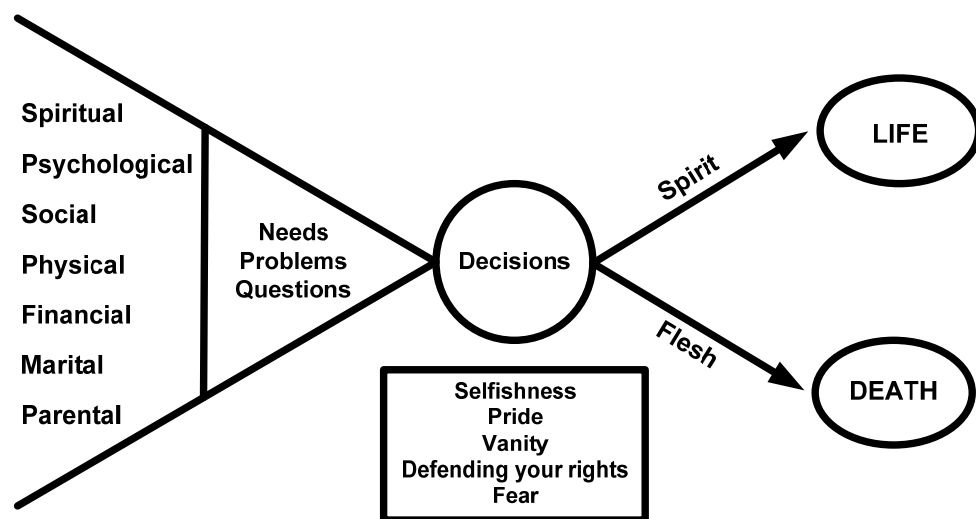 Spiritual
Psychological
Social
Physical
Financial
Marital
Parental
Needs
Problems
Questions
Decisions
Spirit
Flesh
LIFE
DEATH
Selfishness
Pride
Vanity
Defending your rights
Fear